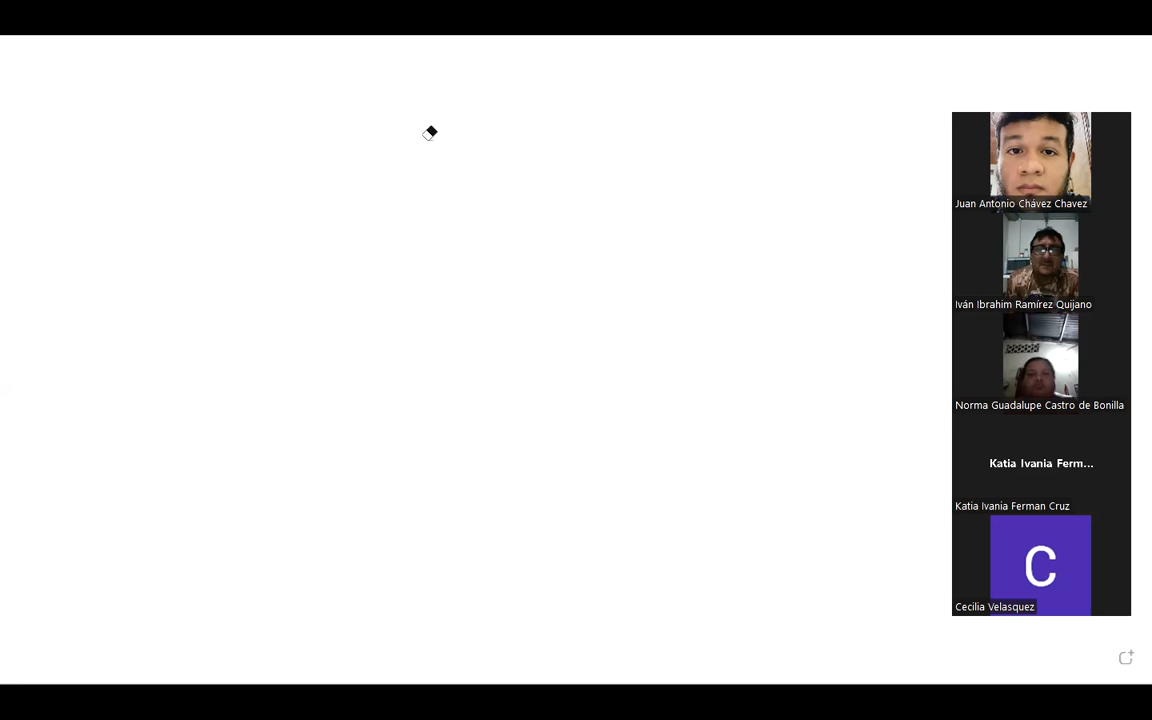 Juan Antonio Chávez Chavez
Iván Ibrahim Ramírez Quijano
Norma Guadalupe Castro de Bonilla
Katia Ivania Ferm...
Katia Ivania Ferman Cruz
C
Cecilia Velasquez